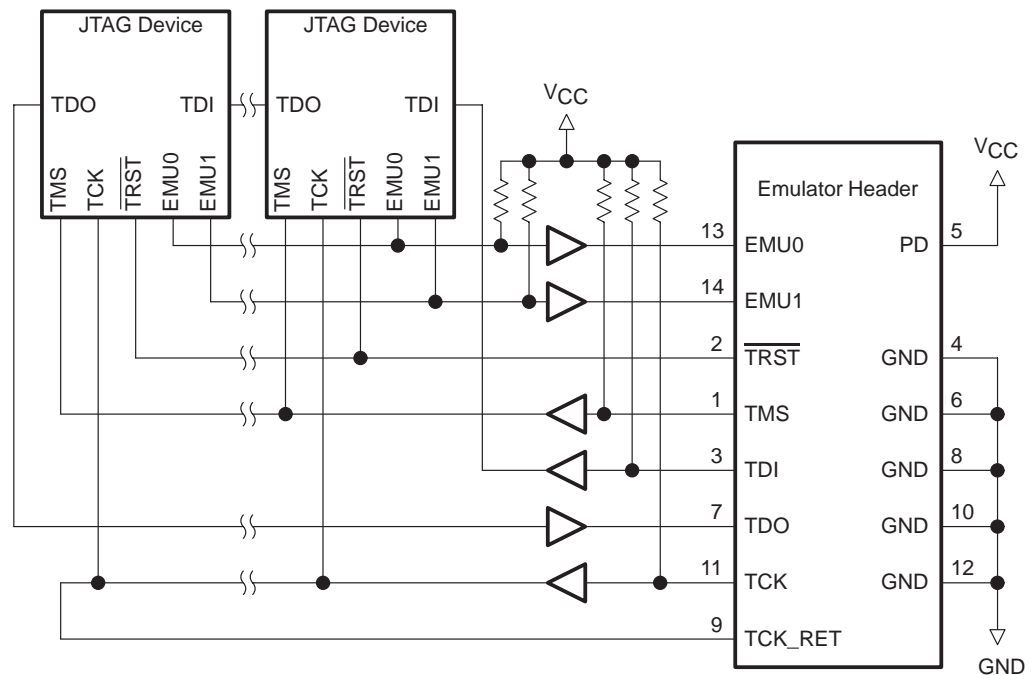 JTAG Device
TDO TDI
TMS TCK TRST EMU0 EMU1
JTAG Device
TDO TDI
TMS TCK TRST EMU0 EMU1
VCC
VCC
Emulator Header
13 EMU0 PD 5
14 EMU1
2 TRST GND 4
1 TMS GND 6
3 TDI GND 8
7 TDO GND 10
11 TCK GND 12
9 TCK_RET
GND